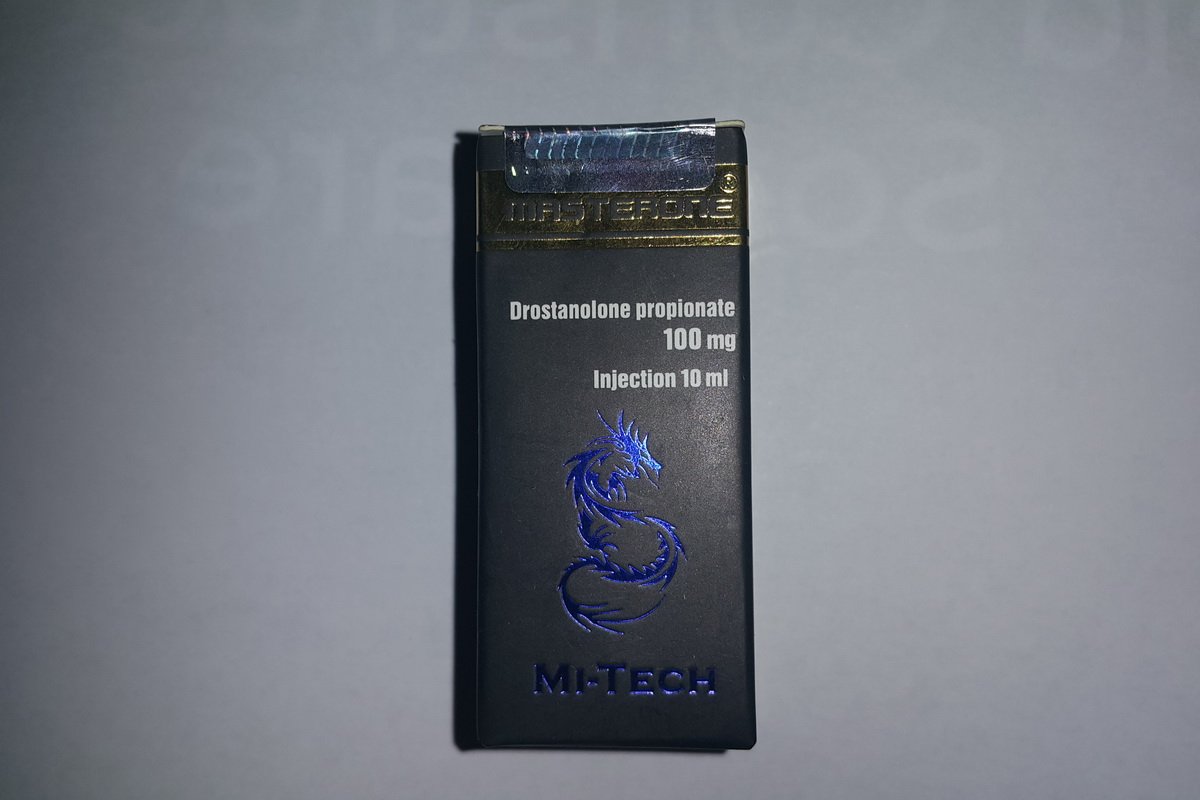 MASTERONE®
Drostanolone propionate
100 mg
Injection 10 ml
MI-TECH